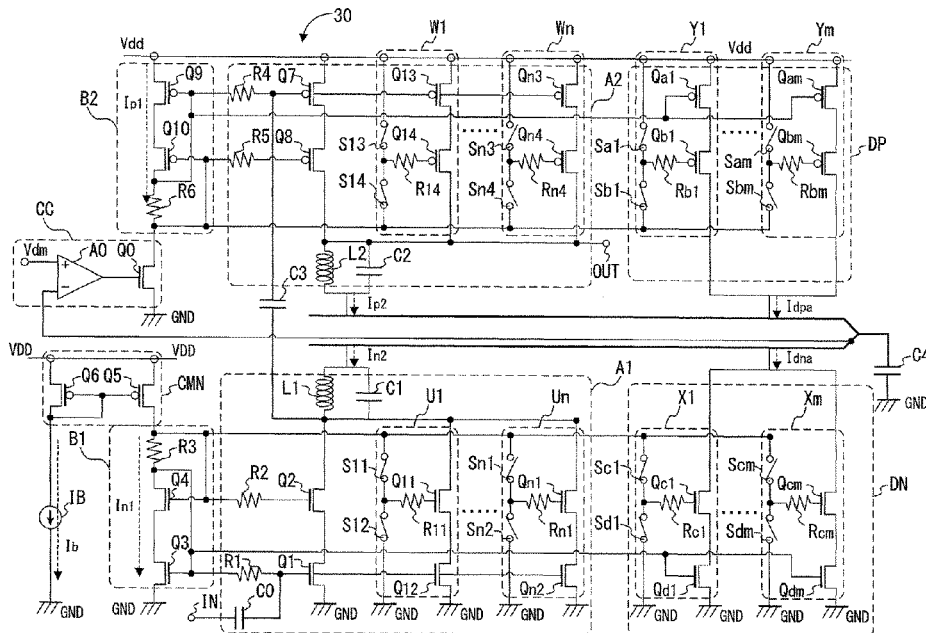 30
W1 Wn Y1 Ym
Vdd Vdd
B2 Q9 R4 Q7 Q13 Qn3 A2 Qa1 Qam
Ip1
Q10 R5 Q8 S13 Q14 Sn3 Qn4 Sa1 Qb1 Sam Qbm DP
R6 S14 R14 Sn4 Rn4 Sb1 Rb1 Sbm Rbm
CC
Vdm A0 Q0
+
−
L2 C2 OUT
C3
GND
Ip2 Idpa
VDD VDD
In2 Idna
C4
GND
Q6 Q5 CMN
L1 C1 U1 Un A1 X1 Xm
B1 R3
S11 Sn1 Sc1 Scm DN
In1 Q4 R2 Q2 Q11 Qn1 Qc1 Qcm
IB S12 R11 Sn2 Rn1 Sd1 Rc1 Sdm Rcm
Ib Q3 R1 Q1
IN C0 Q12 Qn2 Qd1 Qdm
GND GND GND GND GND GND GND GND GND GND GND